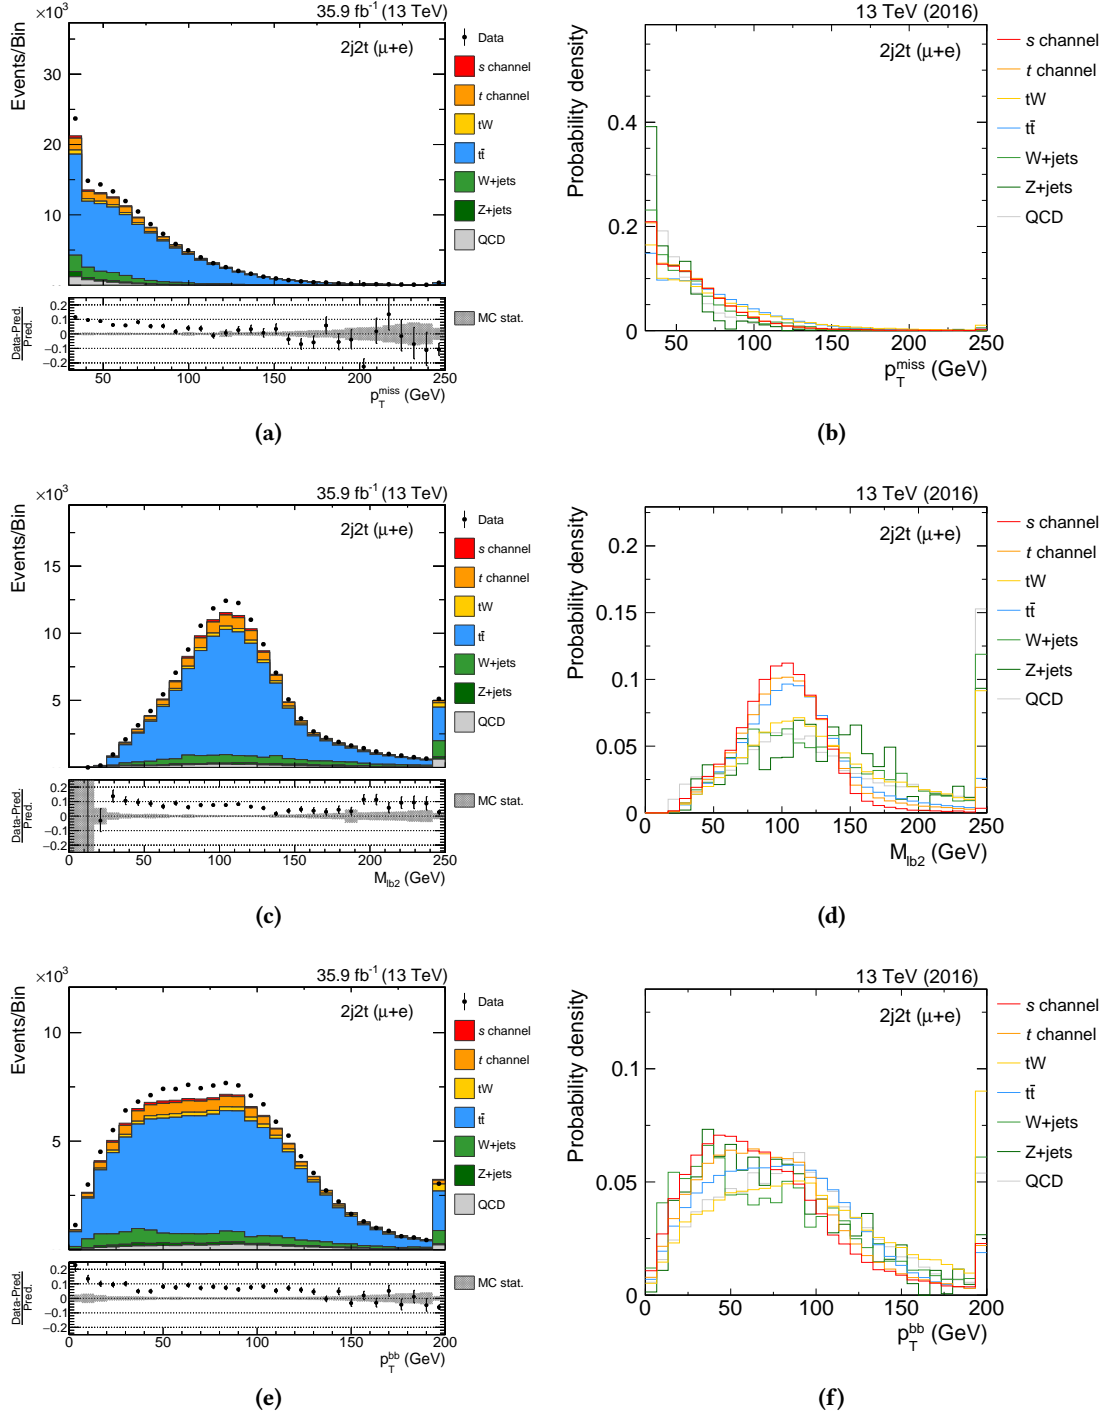 ×10³
35.9 fb⁻¹ (13 TeV)
2j2t (μ+e)
Events/Bin
30
20
10
Data
s channel
t channel
tW
tt̄
W+jets
Z+jets
QCD
Data-Pred.
Pred.
0.2
0.1
0
−0.1
−0.2
MC stat.
50 100 150 200 250
p_T^miss (GeV)
(a)
13 TeV (2016)
2j2t (μ+e)
Probability density
0.4
0.2
0
s channel
t channel
tW
tt̄
W+jets
Z+jets
QCD
50 100 150 200 250
p_T^miss (GeV)
(b)
×10³
35.9 fb⁻¹ (13 TeV)
2j2t (μ+e)
Events/Bin
15
10
5
Data
s channel
t channel
tW
tt̄
W+jets
Z+jets
QCD
Data-Pred.
Pred.
0.2
0.1
0
−0.1
−0.2
MC stat.
0 50 100 150 200 250
M_lb2 (GeV)
(c)
13 TeV (2016)
2j2t (μ+e)
Probability density
0.2
0.15
0.1
0.05
0
s channel
t channel
tW
tt̄
W+jets
Z+jets
QCD
0 50 100 150 200 250
M_lb2 (GeV)
(d)
×10³
35.9 fb⁻¹ (13 TeV)
2j2t (μ+e)
Events/Bin
10
5
Data
s channel
t channel
tW
tt̄
W+jets
Z+jets
QCD
Data-Pred.
Pred.
0.2
0.1
0
−0.1
−0.2
MC stat.
0 50 100 150 200
p_T^bb (GeV)
(e)
13 TeV (2016)
2j2t (μ+e)
Probability density
0.1
0.05
0
s channel
t channel
tW
tt̄
W+jets
Z+jets
QCD
0 50 100 150 200
p_T^bb (GeV)
(f)